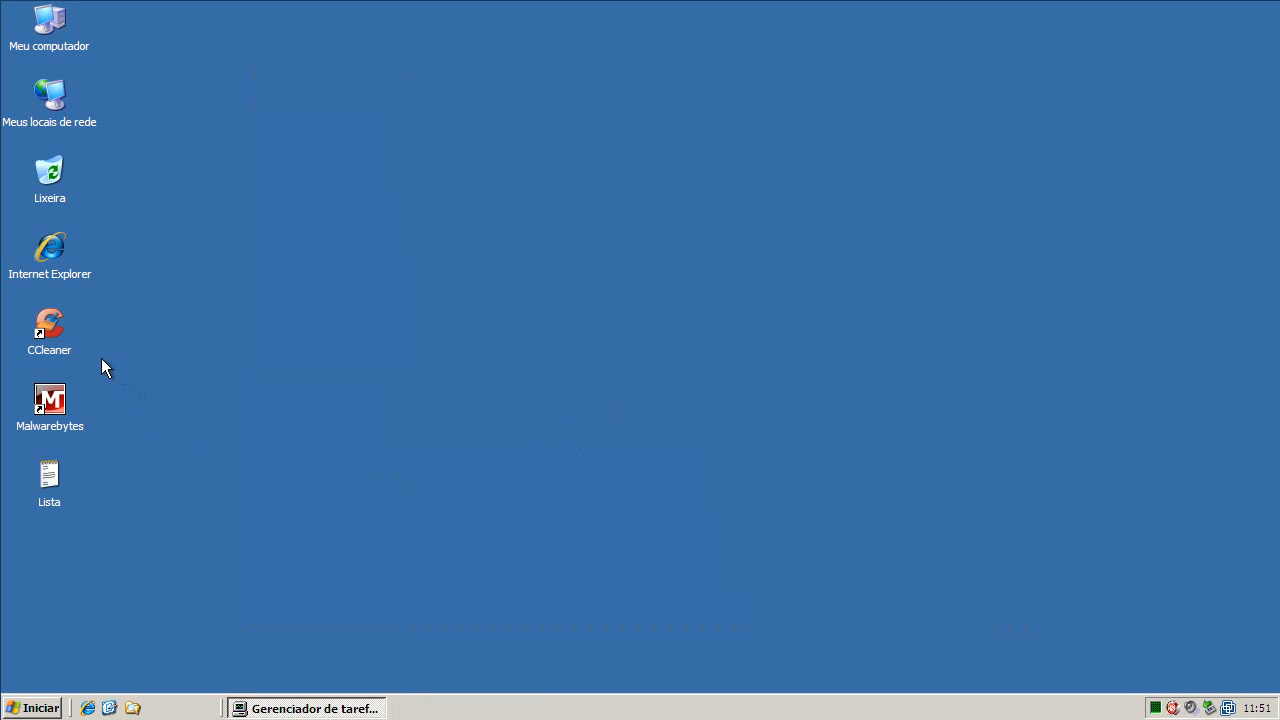 Meu computador
Meus locais de rede
Lixeira
Internet Explorer
CCleaner
Malwarebytes
Lista
Iniciar
Gerenciador de taref...
11:51